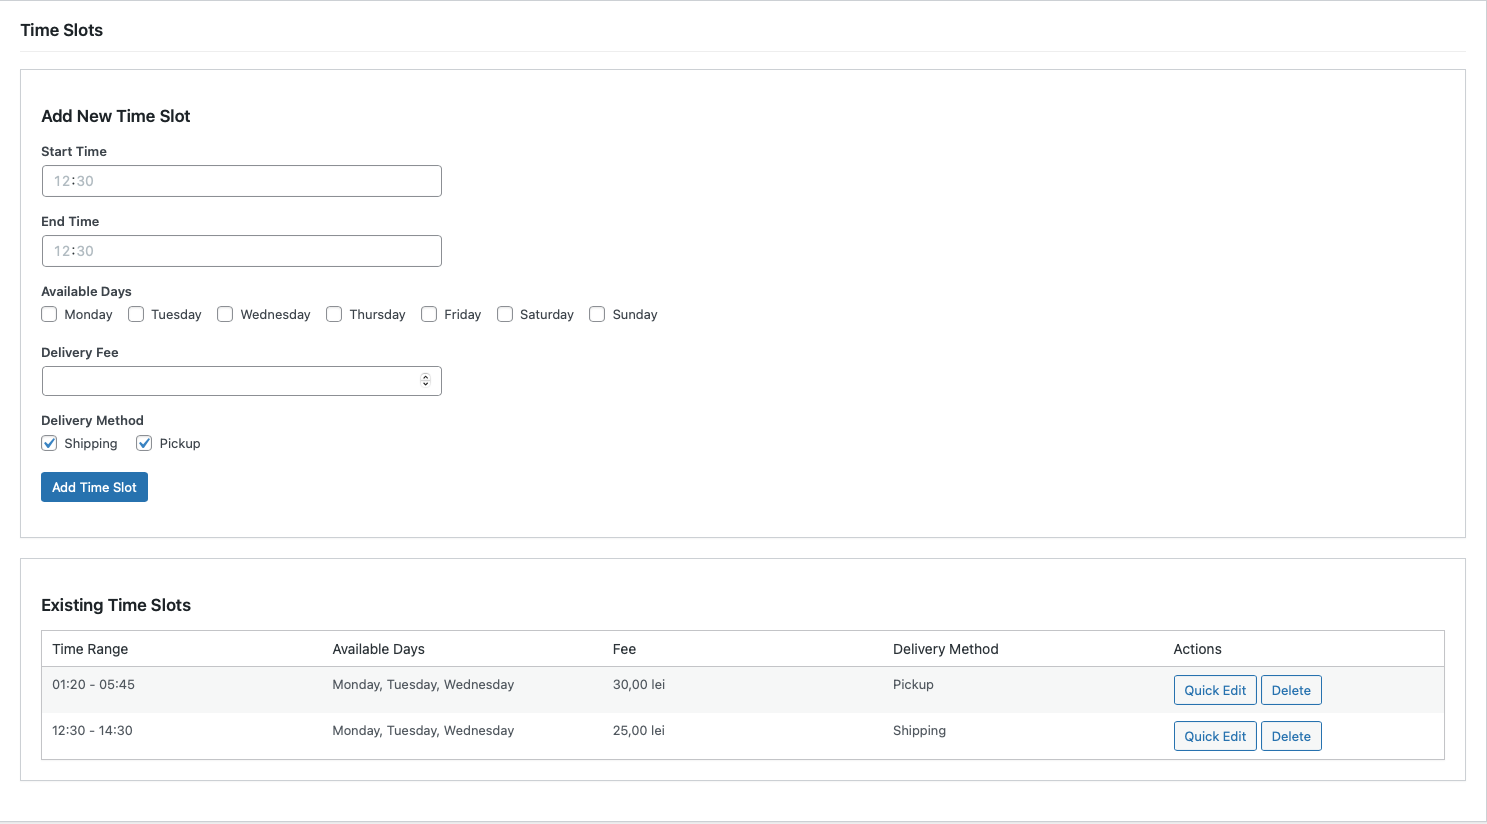 Time Slots
Add New Time Slot
Start Time
12:30
End Time
12:30
Available Days
Monday Tuesday Wednesday Thursday Friday Saturday Sunday
Delivery Fee
Delivery Method
Shipping Pickup
Add Time Slot
Existing Time Slots
Time Range Available Days Fee Delivery Method Actions
01:20 - 05:45 Monday, Tuesday, Wednesday 30,00 lei Pickup Quick Edit Delete
12:30 - 14:30 Monday, Tuesday, Wednesday 25,00 lei Shipping Quick Edit Delete